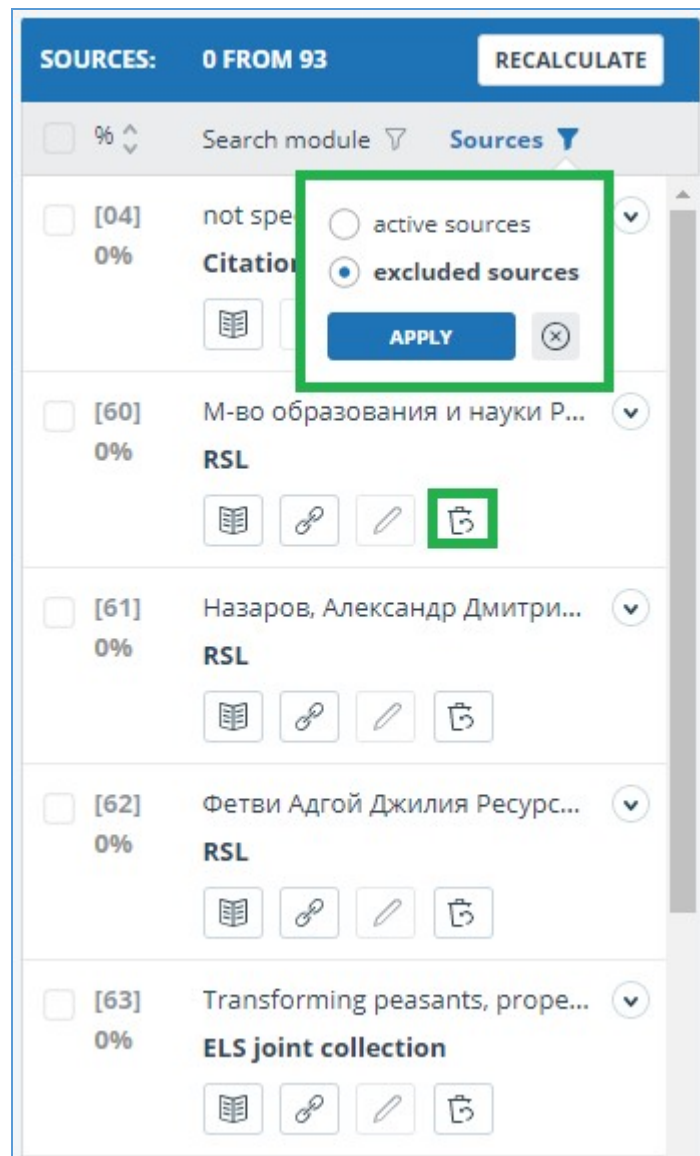 SOURCES: 0 FROM 93 RECALCULATE
% Search module Sources
[04] not spe
0% Citation
active sources
excluded sources
APPLY
[60] М-во образования и науки Р...
0% RSL
[61] Назаров, Александр Дмитри...
0% RSL
[62] Фетви Адгой Джилия Ресурс...
0% RSL
[63] Transforming peasants, prope...
0% ELS joint collection